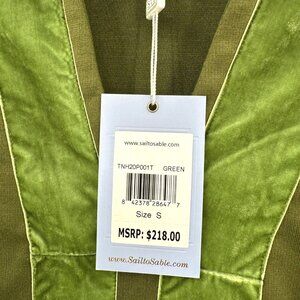 www.sailtosable.com
TNH20P001T GREEN
8 42378 28647 7
Size S
MSRP: $218.00
www.SailtoSable.com